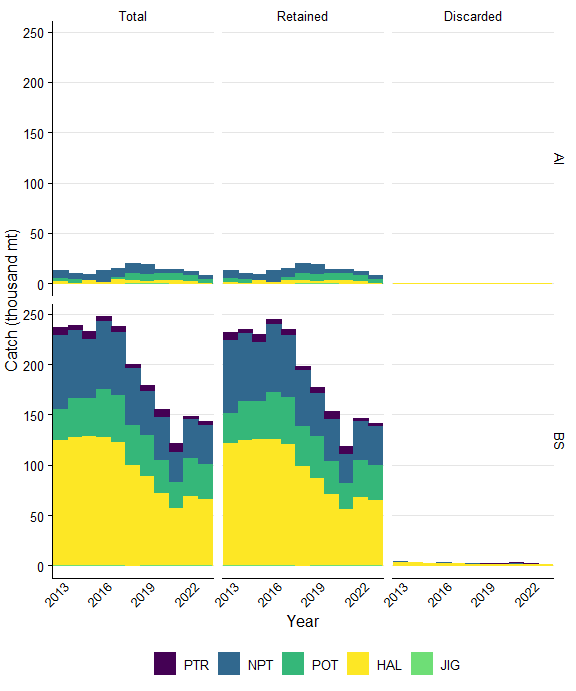 Total Retained Discarded
250
200
150
100
50
0
AI
Catch (thousand mt)
250
200
150
100
50
0
BS
2013 2016 2019 2022 2013 2016 2019 2022 2013 2016 2019 2022
Year
PTR NPT POT HAL JIG